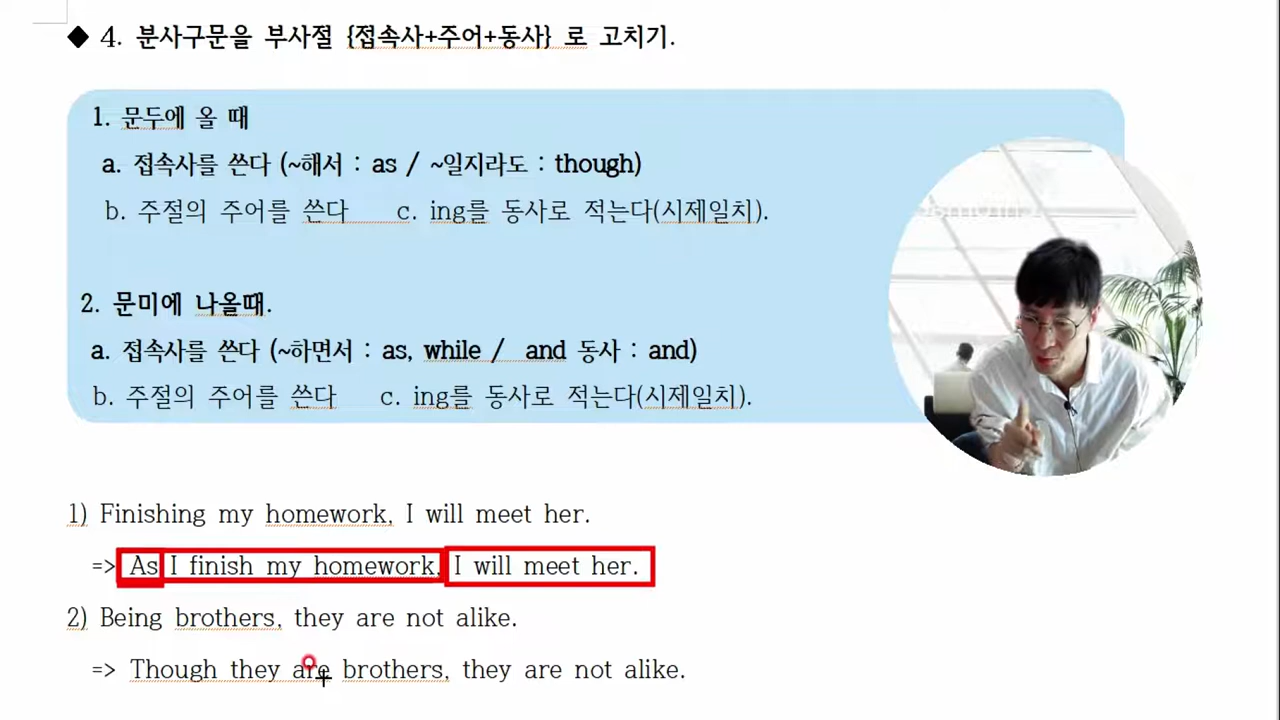 ◆ 4. 분사구문을 부사절 {접속사+주어+동사} 로 고치기.
1. 문두에 올 때
a. 접속사를 쓴다 (~해서 : as / ~일지라도 : though)
b. 주절의 주어를 쓴다 c. ing를 동사로 적는다(시제일치).
2. 문미에 나올때.
a. 접속사를 쓴다 (~하면서 : as, while / and 동사 : and)
b. 주절의 주어를 쓴다 c. ing를 동사로 적는다(시제일치).
1) Finishing my homework, I will meet her.
=> As I finish my homework, I will meet her.
2) Being brothers, they are not alike.
=> Though they are brothers, they are not alike.